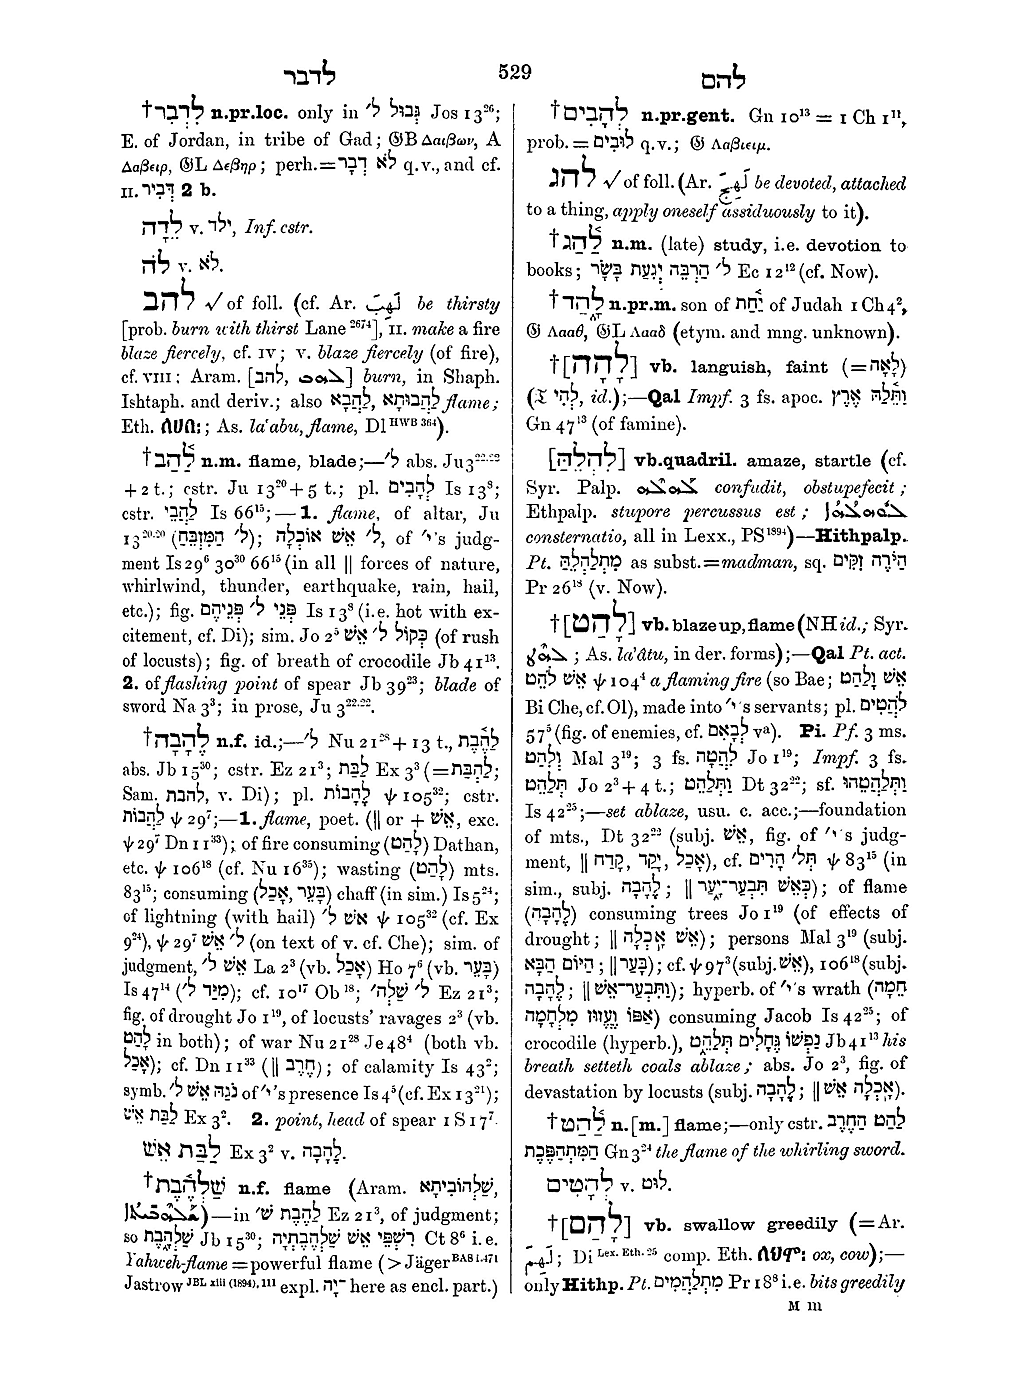 לדבר
529
להם
†לִדְבִר n.pr.loc. only in גְּבוּל לִ׳ Jos 13²⁶;
E. of Jordan, in tribe of Gad; 𝔊B Δαιβων, A
Δαβειρ, 𝔊L Δεβηρ; perh.=לֹא דְבָר q.v., and cf.
II. דְּבִיר 2 b.
לֵדָה v. ילד, Inf. cstr.
לֹה v. לֹא.
להב √ of foll. (cf. Ar. لَهِبَ be thirsty
[prob. burn with thirst Lane ²⁶⁷⁴], II. make a fire
blaze fiercely, cf. IV; V. blaze fiercely (of fire),
cf. VIII; Aram. [להב, ܠܗܒ] burn, in Shaph.
Ishtaph. and deriv.; also לַהֲבָא, לַהֲבוּתָא flame;
Eth. ለሀበ: ; As. la'abu, flame, Dl HWB 364).
†לַהַב n.m. flame, blade;—ל׳ abs. Ju 3²²·²²
+ 2 t.; cstr. Ju 13²⁰ + 5 t.; pl. לְהָבִים Is 13⁸;
cstr. לַהֲבֵי Is 66¹⁵;—1. flame, of altar, Ju
13²⁰·²⁰ (ל׳ הַמִּזְבֵּחַ); ל׳ אֵשׁ אוֹכְלָה, of י׳'s judg-
ment Is 29⁶ 30³⁰ 66¹⁵ (in all || forces of nature,
whirlwind, thunder, earthquake, rain, hail,
etc.); fig. פְּנֵי ל׳ פְּנֵיהֶם Is 13⁸ (i.e. hot with ex-
citement, cf. Di); sim. Jo 2⁵ כְּקוֹל ל׳ אֵשׁ (of rush
of locusts); fig. of breath of crocodile Jb 41¹³.
2. of flashing point of spear Jb 39²³; blade of
sword Na 3³; in prose, Ju 3²²·²².
†לֶהָבָה n.f. id.;—ל׳ Nu 21²⁸ + 13 t., לַהֶבֶת
abs. Jb 15³⁰; cstr. Ez 21³; לַבַּת Ex 3² (=לַהֲבַּת;
Sam. להבת, v. Di); pl. לֶהָבוֹת ψ 105³²; cstr.
לַהֲבוֹת ψ 29⁷;—1. flame, poet. (|| or + אֵשׁ, exc.
ψ 29⁷ Dn 11³³); of fire consuming (לָהַט) Dathan,
etc. ψ 106¹⁸ (cf. Nu 16³⁵); wasting (לָהַט) mts.
83¹⁵; consuming (בָּעַר, אָכַל) chaff (in sim.) Is 5²⁴;
of lightning (with hail) אֵשׁ ל׳ ψ 105³² (cf. Ex
9²⁴), ψ 29⁷ ל׳ אֵשׁ (on text of v. cf. Che); sim. of
judgment, אֵשׁ ל׳ La 2³ (vb. אָכַל) Ho 7⁶ (vb. בָּעַר)
Is 47¹⁴ (מִיַּד ל׳); cf. 10¹⁷ Ob ¹⁸; ל׳ שַׁלְהֶ׳ Ez 21³;
fig. of drought Jo 1¹⁹, of locusts' ravages 2³ (vb.
לִהַט in both); of war Nu 21²⁸ Je 48⁴⁵ (both vb.
אָכַל); cf. Dn 11³³ (|| חֶרֶב); of calamity Is 43²;
symb. נֹגַהּ אֵשׁ ל׳ of י׳'s presence Is 4⁵ (cf. Ex 13²¹);
לַבַּת אֵשׁ Ex 3². 2. point, head of spear 1 S 17⁷.
לַבַּת אֵשׁ Ex 3² v. לֶהָבָה.
†שַׁלְהֶבֶת n.f. flame (Aram. שַׁלְהוֹבִיתָא,
ܫܠܗܒܝܬܐ)—in לַהֶבֶת שׁ׳ Ez 21³, of judgment;
so שַׁלְהָבֶת Jb 15³⁰; רִשְׁפֵּי אֵשׁ שַׁלְהֶבֶתְיָה Ct 8⁶ i.e.
Yahweh-flame = powerful flame (> Jäger BAS I. 471
Jastrow JBL xiii (1894), 111 expl. יָה־ here as encl. part.)
†לְהָבִים n.pr.gent. Gn 10¹³ = 1 Ch 1¹¹,
prob. = לוּבִים q.v.; 𝔊 Λαβιειμ.
להג √ of foll. (Ar. لَهِجَ be devoted, attached
to a thing, apply oneself assiduously to it).
†לַהַג n.m. (late) study, i.e. devotion to
books; ל׳ הַרְבֵּה יְגִעַת בָּשָׂר Ec 12¹² (cf. Now).
†לַהַד n.pr.m. son of יַחַת of Judah 1 Ch 4²,
𝔊 Λααθ, 𝔊L Λααδ (etym. and mng. unknown).
†[לָהָה] vb. languish, faint (=לָאָה)
(𝔗 לְהִי, id.);—Qal Impf. 3 fs. apoc. וַתֵּלַהּ אֶרֶץ
Gn 47¹³ (of famine).
[לִהְלֵהַּ] vb.quadril. amaze, startle (cf.
Syr. Palp. ܠܗܠܗ confudit, obstupefecit;
Ethpalp. stupore percussus est;
consternatio, all in Lexx., PS ¹⁸⁹⁴)—Hithpalp.
Pt. מִתְלַהְלֵהַּ as subst. = madman, sq. הַיֹּרֶה זִקִּים
Pr 26¹⁸ (v. Now).
†[לָהַט] vb. blaze up, flame (NH id.; Syr.
ܠܗܛ; As. la'âtu, in der. forms);—Qal Pt. act.
אֵשׁ לֹהֵט ψ 104⁴ a flaming fire (so Bae; אֵשׁ וָלַהַט
Bi Che, cf. Ol), made into י׳'s servants; pl. לֹהֲטִים
57⁵ (fig. of enemies, cf. לְבָאִם vᵃ). Pi. Pf. 3 ms.
וְלִהַט Mal 3¹⁹; 3 fs. לִהֲטָה Jo 1¹⁹; Impf. 3 fs.
תְּלַהֵט Jo 2³ + 4 t.; וַתְּלַהֵט Dt 32²²; sf. וַתְּלַהֲטֵהוּ
Is 42²⁵;—set ablaze, usu. c. acc.;—foundation
of mts., Dt 32²² (subj. אֵשׁ, fig. of י׳'s judg-
ment, || אָכַל, יָקַד, קָדַח), cf. תְּל׳ הָרִים ψ 83¹⁵ (in
sim., subj. לֶהָבָה; || כְּאֵשׁ תִּבְעַר־יָעַר); of flame
(לֶהָבָה) consuming trees Jo 1¹⁹ (of effects of
drought; || אֵשׁ אָכְלָה); persons Mal 3¹⁹ (subj.
הַיּוֹם הַבָּא; || בָּעַר); cf. ψ 97³ (subj. אֵשׁ), 106¹⁸ (subj.
לֶהָבָה; || וַתִּבְעַר־אֵשׁ); hyperb. of י׳'s wrath (חֵמָה
אַפּוֹ וֶעֱזוּז מִלְחָמָה) consuming Jacob Is 42²⁵; of
crocodile (hyperb.), נַפְשׁוֹ גֶּחָלִים תְּלַהֵט Jb 41¹³ his
breath setteth coals ablaze; abs. Jo 2³, fig. of
devastation by locusts (subj. לֶהָבָה; || אָכְלָה אֵשׁ).
†לַהַט n.[m.] flame;—only cstr. לַהַט הַחֶרֶב
הַמִּתְהַפֶּכֶת Gn 3²⁴ the flame of the whirling sword.
לְהָטִים v. לוּט.
†[לָהַם] vb. swallow greedily (=Ar.
لَهِمَ; Di Lex. Eth. 25 comp. Eth. ላህም: ox, cow);—
only Hithp. Pt. מִתְלַהֲמִים Pr 18⁸ i.e. bits greedily
M m